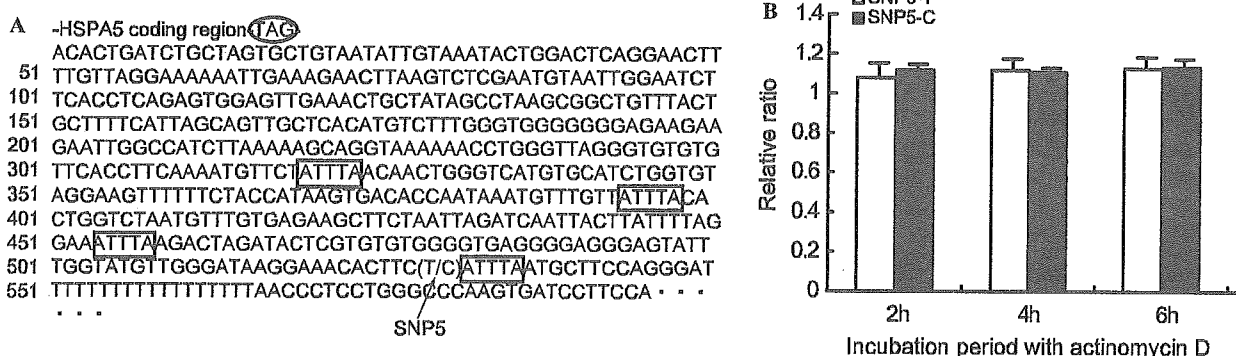 A
-HSPA5 coding region TAG
ACACTGATCTGCTAGTGCTGTAATATTGTAAATACTGGACTCAGGAACTT
51 TTGTTAGGAAAAAATTGAAAGAACTTAAGTCTCGAATGTAATTGGAATCT
101 TCACCTCAGAGTGGAGTTGAAACTGCTATAGCCTAAGCGGCTGTTTACT
151 GCTTTTCATTAGCAGTTGCTCACATGTCTTTGGGTGGGGGGGAGAAGAA
201 GAATTGGCCATCTTAAAAAGCAGGTAAAAAACCTGGGTTAGGGTGTGTG
301 TTCACCTTCAAAATGTTCTATTTAACAACTGGGTCATGTGCATCTGGTGT
351 AGGAAGTTTTTTCTACCATAAGTGACACCAATAAATGTTTGTTATTTACA
401 CTGGTCTAATGTTTGTGAGAAGCTTCTAATTAGATCAATTACTTATTTTAG
451 GAAATTTAAGACTAGATACTCGTGTGTGGGGTGAGGGGAGGGAGTATT
501 TGGTATGTTGGGATAAGGAAACACTTC(T/C)ATTTAATGCTTCCAGGGAT
551 TTTTTTTTTTTTTTTTTAACCCTCCTGGGCCCAAGTGATCCTTCCA · · ·
· · ·
SNP5
B
SNP5-C
Relative ratio
1.4
1.2
1
0.8
0.6
0.4
0.2
0
2h 4h 6h
Incubation period with actinomycin D